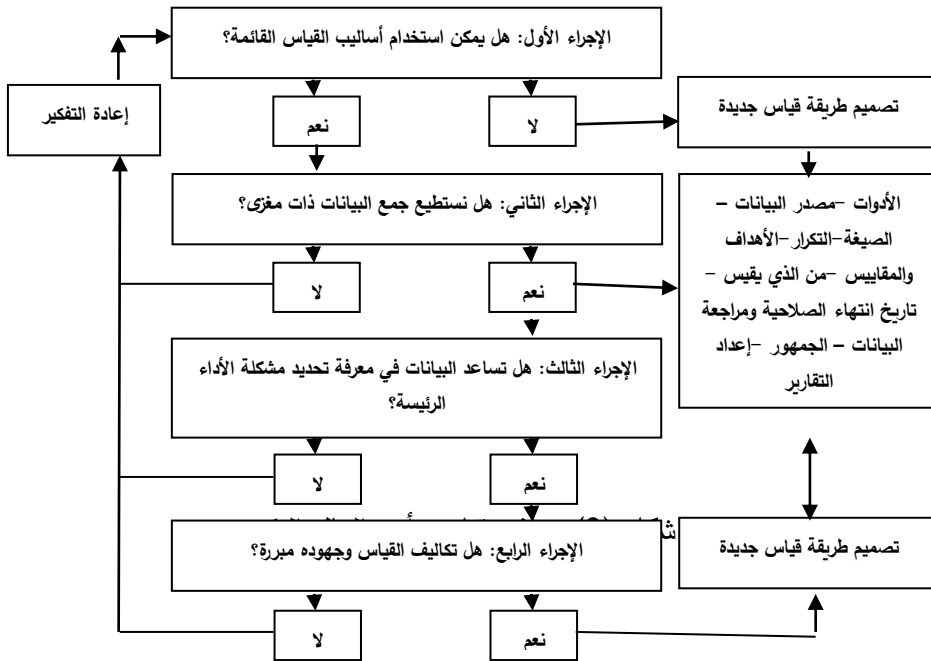 الإجراء الأول: هل يمكن استخدام أساليب القياس القائمة؟
إعادة التفكير
نعم
لا
تصميم طريقة قياس جديدة
الإجراء الثاني: هل نستطيع جمع البيانات ذات مغزى؟
لا
نعم
الأدوات –مصدر البيانات –
الصيغة–التكرار–الأهداف
والمقاييس –من الذي يقيس –
تاريخ انتهاء الصلاحية ومراجعة
البيانات – الجمهور –إعداد
التقارير
الإجراء الثالث: هل تساعد البيانات في معرفة تحديد مشكلة الأداء
الرئيسة؟
لا
نعم
الإجراء الرابع: هل تكاليف القياس وجهوده مبررة؟
تصميم طريقة قياس جديدة
لا
نعم